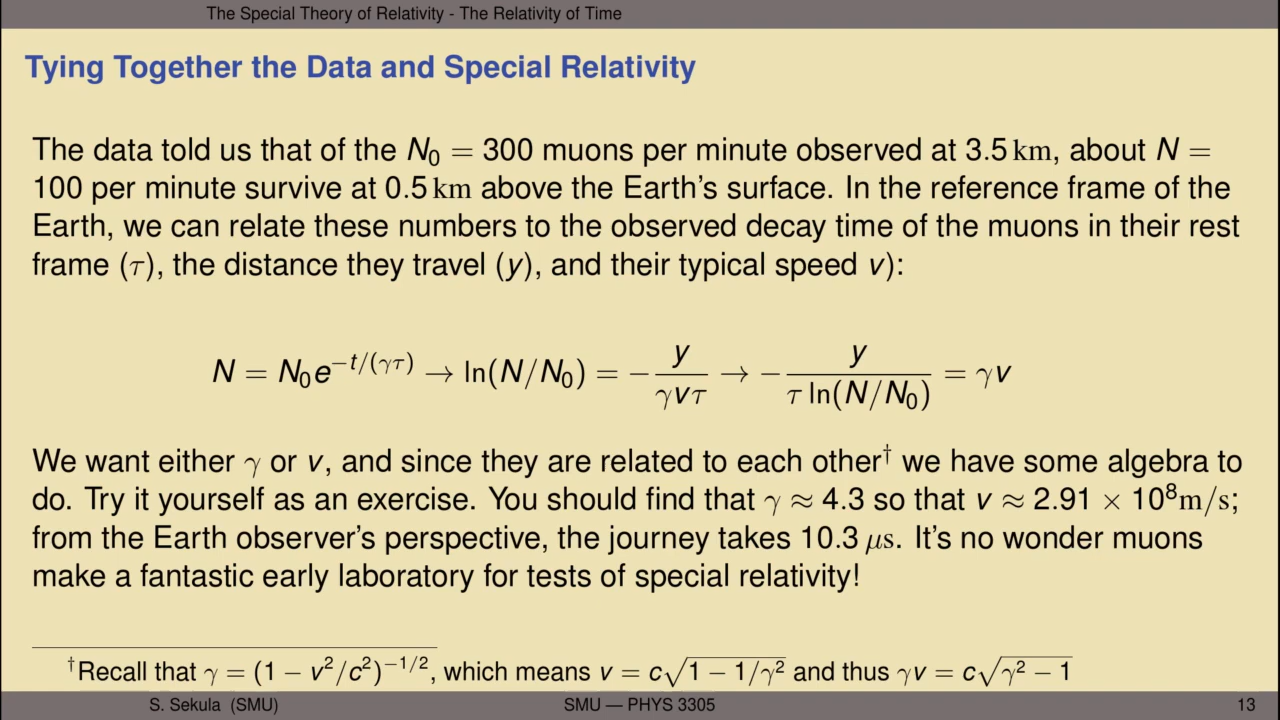 The Special Theory of Relativity - The Relativity of Time
Tying Together the Data and Special Relativity
The data told us that of the N₀ = 300 muons per minute observed at 3.5 km, about N =
100 per minute survive at 0.5 km above the Earth's surface. In the reference frame of the
Earth, we can relate these numbers to the observed decay time of the muons in their rest
frame (τ), the distance they travel (y), and their typical speed v):
N = N₀e^{−t/(γτ)} → ln(N/N₀) = −y/(γvτ) → −y/(τ ln(N/N₀)) = γv
We want either γ or v, and since they are related to each other† we have some algebra to
do. Try it yourself as an exercise. You should find that γ ≈ 4.3 so that v ≈ 2.91 × 10⁸m/s;
from the Earth observer's perspective, the journey takes 10.3 μs. It's no wonder muons
make a fantastic early laboratory for tests of special relativity!
†Recall that γ = (1 − v²/c²)^{−1/2}, which means v = c√(1 − 1/γ²) and thus γv = c√(γ² − 1)
S. Sekula (SMU) SMU — PHYS 3305 13